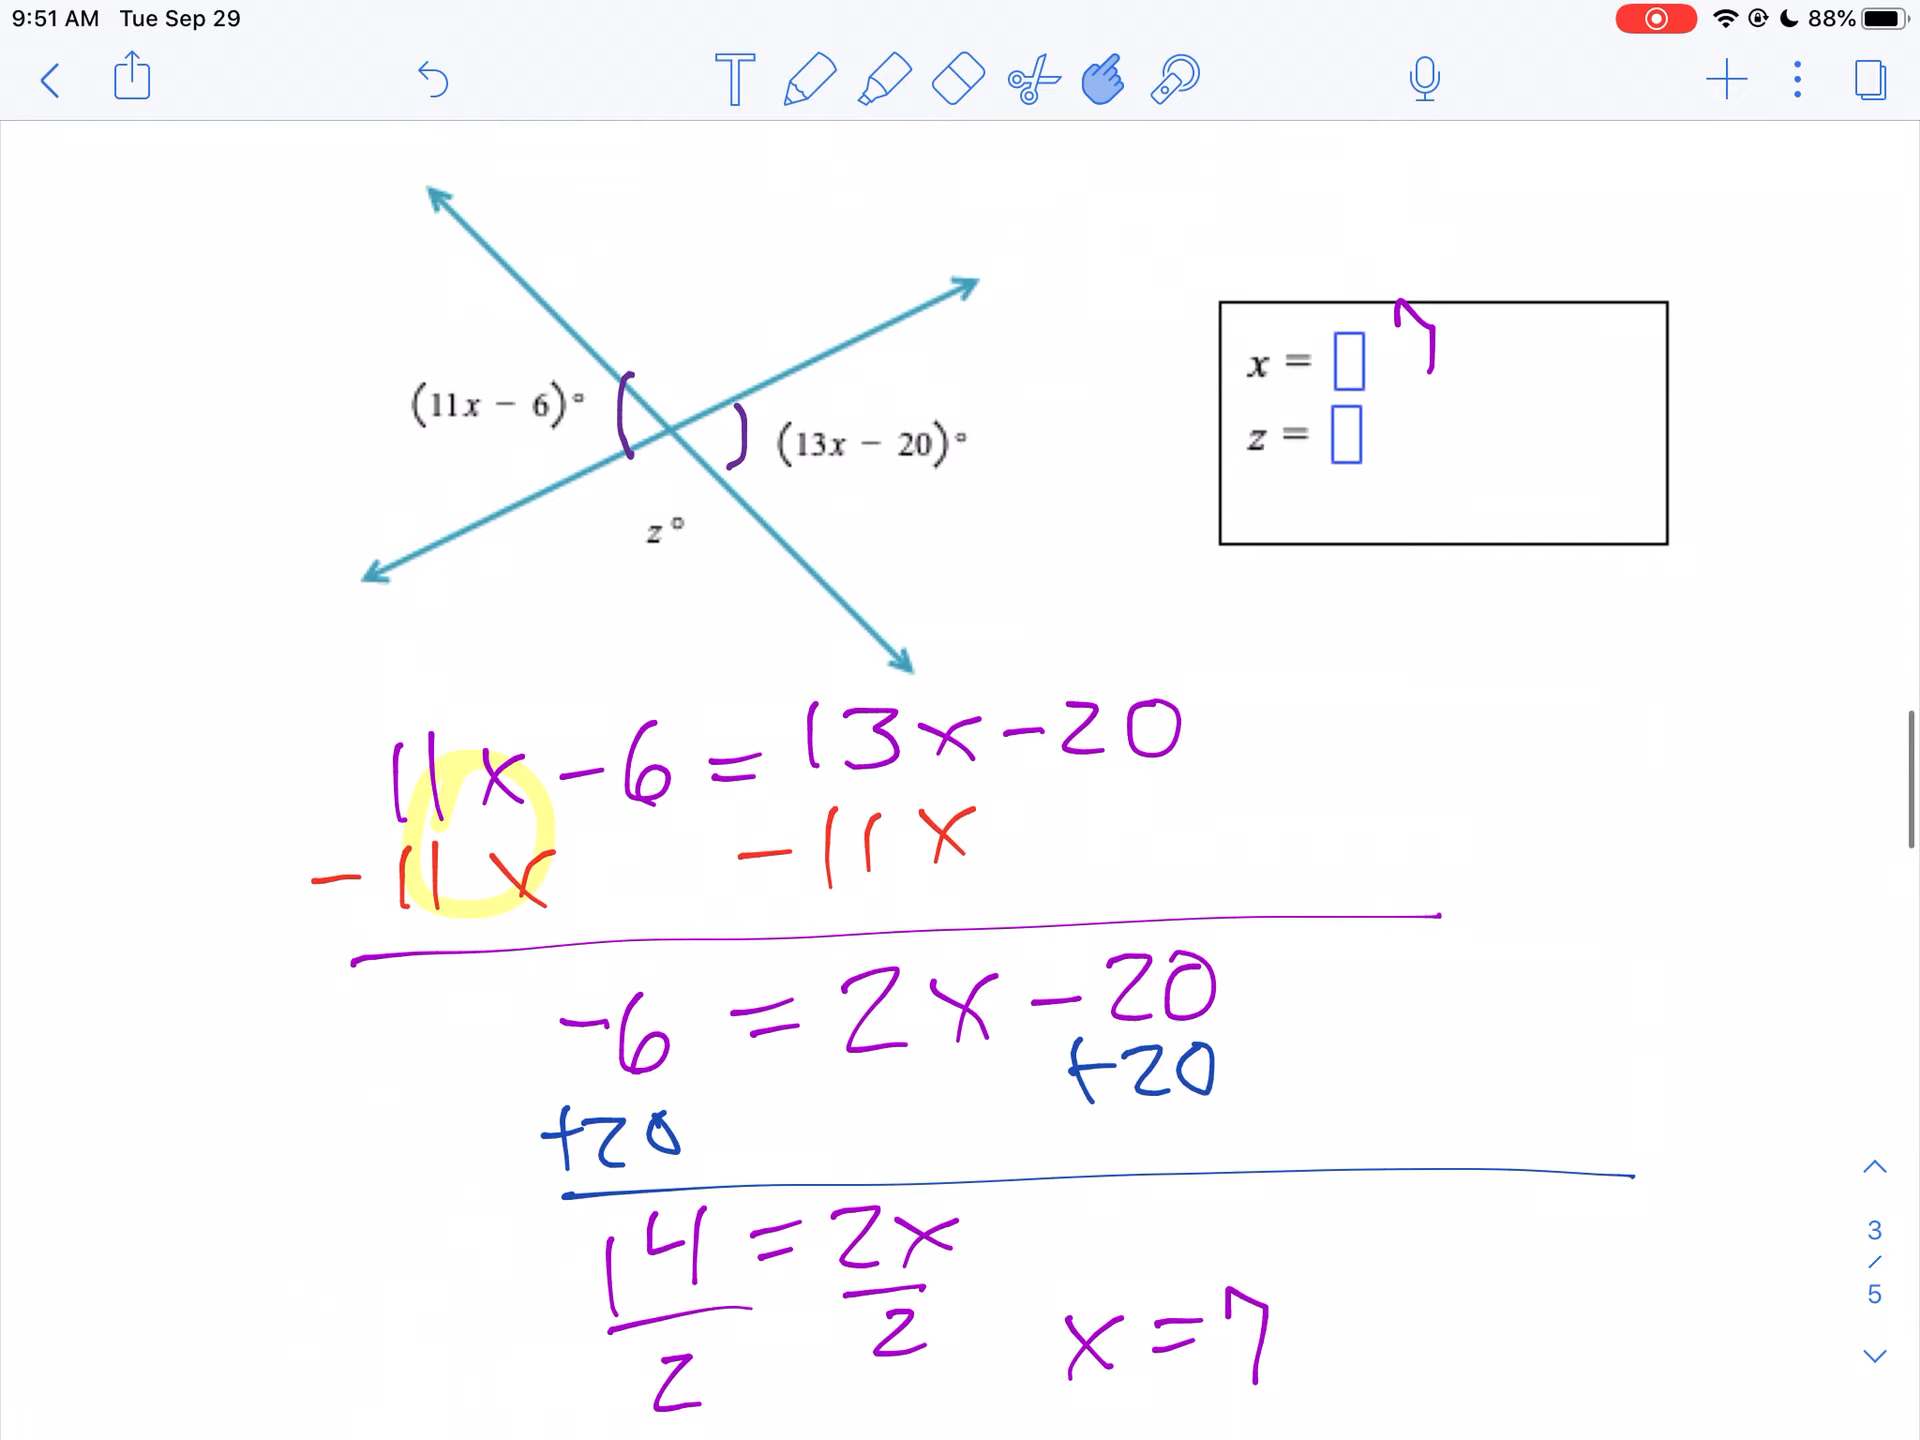 9:51 AM Tue Sep 29
88%
T
(11x − 6)°
(13x − 20)°
z°
x = 7
z =
11x - 6 = 13x - 20
- 11x - 11x
-6 = 2x - 20
+20
+20
14 = 2x
2 2
x = 7
3
/
5